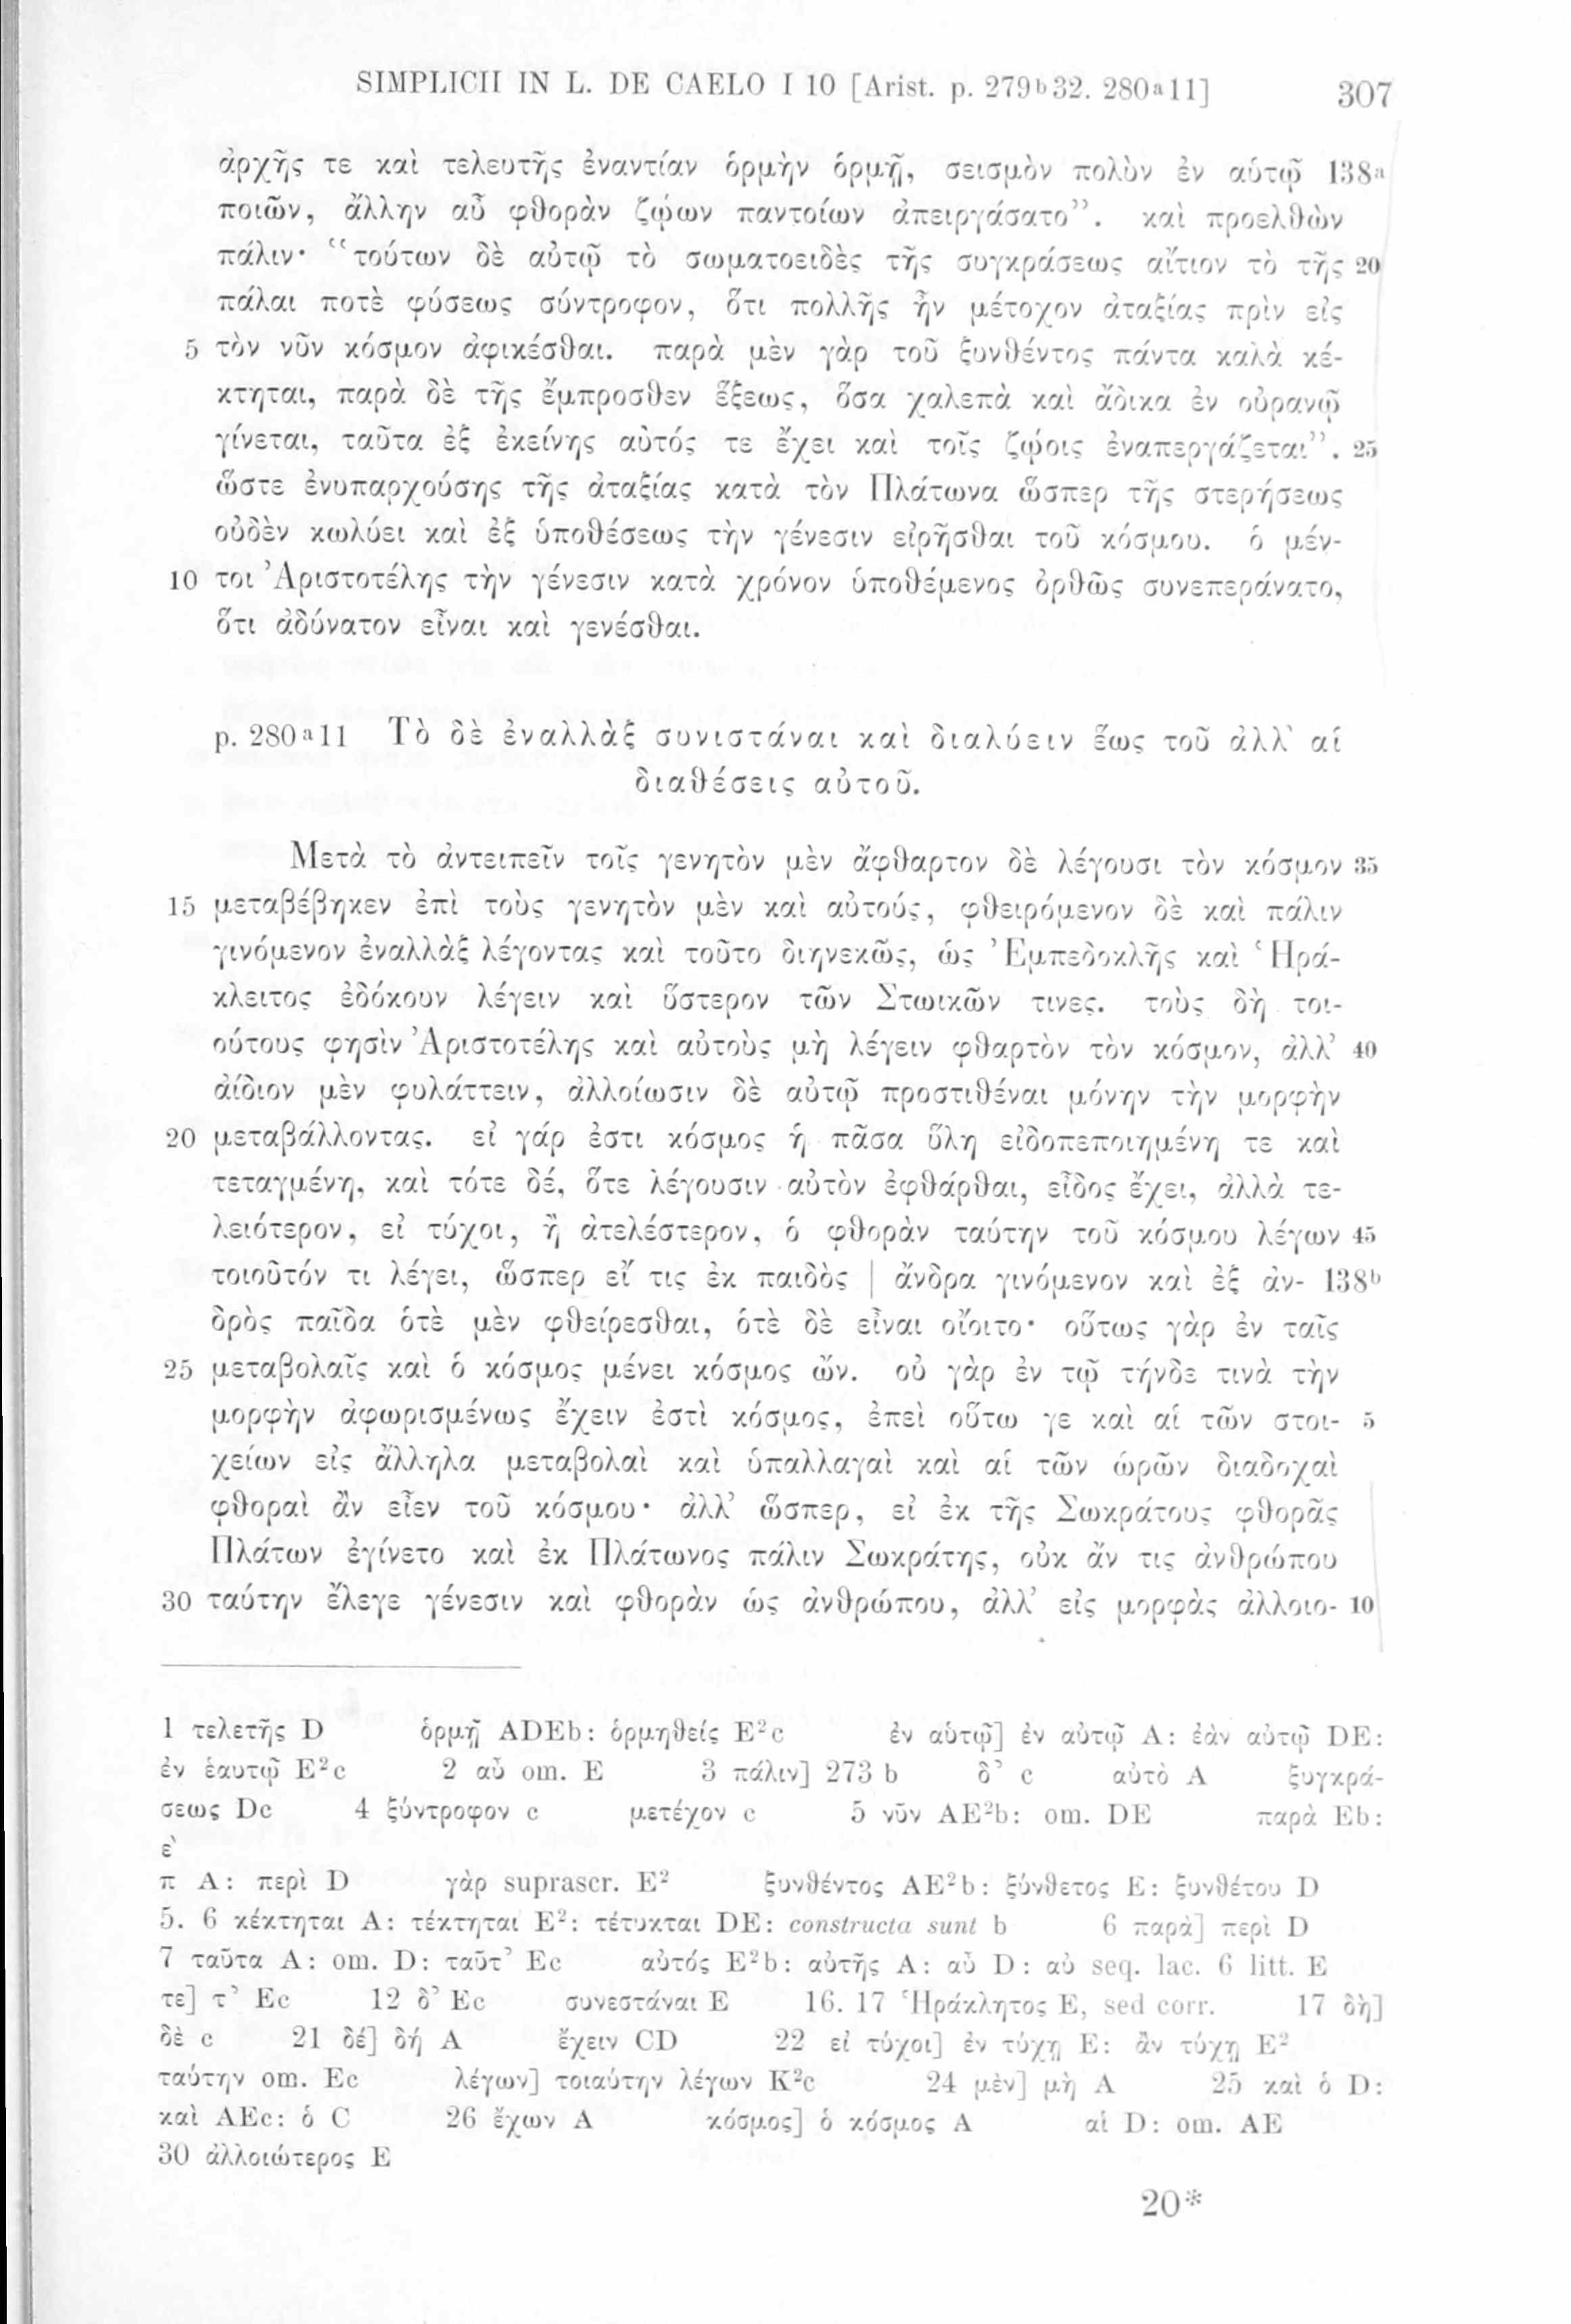 SIMPLICII IN L. DE CAELO I 10 [Arist. p. 279ᵇ32. 280ᵃ11] 307
ἀρχῆς τε καὶ τελευτῆς ἐναντίαν ὁρμὴν ὁρμῇ, σεισμὸν πολὺν ἐν αὑτῷ 138ᵃ
ποιῶν, ἄλλην αὖ φθορὰν ζῴων παντοίων ἀπειργάσατο”. καὶ προελθὼν
πάλιν· “τούτων δὲ αὐτῷ τὸ σωματοειδὲς τῆς συγκράσεως αἴτιον τὸ τῆς 20
πάλαι ποτὲ φύσεως σύντροφον, ὅτι πολλῆς ἦν μέτοχον ἀταξίας πρὶν εἰς
5 τὸν νῦν κόσμον ἀφικέσθαι. παρὰ μὲν γὰρ τοῦ ξυνθέντος πάντα καλὰ κέ-
κτηται, παρὰ δὲ τῆς ἔμπροσθεν ἕξεως, ὅσα χαλεπὰ καὶ ἄδικα ἐν οὐρανῷ
γίνεται, ταῦτα ἐξ ἐκείνης αὐτός τε ἔχει καὶ τοῖς ζῴοις ἐναπεργάζεται”. 25
ὥστε ἐνυπαρχούσης τῆς ἀταξίας κατὰ τὸν Πλάτωνα ὥσπερ τῆς στερήσεως
οὐδὲν κωλύει καὶ ἐξ ὑποθέσεως τὴν γένεσιν εἰρῆσθαι τοῦ κόσμου. ὁ μέν-
10 τοι Ἀριστοτέλης τὴν γένεσιν κατὰ χρόνον ὑποθέμενος ὀρθῶς συνεπεράνατο,
ὅτι ἀδύνατον εἶναι καὶ γενέσθαι.
p. 280ᵃ11 Τὸ δὲ ἐναλλὰξ συνιστάναι καὶ διαλύειν ἕως τοῦ ἀλλ’ αἱ
διαθέσεις αὐτοῦ.
Μετὰ τὸ ἀντειπεῖν τοῖς γενητὸν μὲν ἄφθαρτον δὲ λέγουσι τὸν κόσμον 35
15 μεταβέβηκεν ἐπὶ τοὺς γενητὸν μὲν καὶ αὐτούς, φθειρόμενον δὲ καὶ πάλιν
γινόμενον ἐναλλὰξ λέγοντας καὶ τοῦτο διηνεκῶς, ὡς Ἐμπεδοκλῆς καὶ Ἡρά-
κλειτος ἐδόκουν λέγειν καὶ ὕστερον τῶν Στωικῶν τινες. τοὺς δὴ τοι-
ούτους φησὶν Ἀριστοτέλης καὶ αὐτοὺς μὴ λέγειν φθαρτὸν τὸν κόσμον, ἀλλ’ 40
ἀίδιον μὲν φυλάττειν, ἀλλοίωσιν δὲ αὐτῷ προστιθέναι μόνην τὴν μορφὴν
20 μεταβάλλοντας. εἰ γάρ ἐστι κόσμος ἡ πᾶσα ὕλη εἰδοπεποιημένη τε καὶ
τεταγμένη, καὶ τότε δέ, ὅτε λέγουσιν αὐτὸν ἐφθάρθαι, εἶδος ἔχει, ἀλλὰ τε-
λειότερον, εἰ τύχοι, ἢ ἀτελέστερον, ὁ φθορὰν ταύτην τοῦ κόσμου λέγων 45
τοιοῦτόν τι λέγει, ὥσπερ εἴ τις ἐκ παιδὸς | ἄνδρα γινόμενον καὶ ἐξ ἀν- 138ᵇ
δρὸς παῖδα ὁτὲ μὲν φθείρεσθαι, ὁτὲ δὲ εἶναι οἴοιτο· οὕτως γὰρ ἐν ταῖς
25 μεταβολαῖς καὶ ὁ κόσμος μένει κόσμος ὤν. οὐ γὰρ ἐν τῷ τήνδε τινὰ τὴν
μορφὴν ἀφωρισμένως ἔχειν ἐστὶ κόσμος, ἐπεὶ οὕτω γε καὶ αἱ τῶν στοι- 5
χείων εἰς ἄλληλα μεταβολαὶ καὶ ὑπαλλαγαὶ καὶ αἱ τῶν ὡρῶν διαδοχαὶ
φθοραὶ ἂν εἶεν τοῦ κόσμου· ἀλλ’ ὥσπερ, εἰ ἐκ τῆς Σωκράτους φθορᾶς
Πλάτων ἐγίνετο καὶ ἐκ Πλάτωνος πάλιν Σωκράτης, οὐκ ἄν τις ἀνθρώπου
30 ταύτην ἔλεγε γένεσιν καὶ φθορὰν ὡς ἀνθρώπου, ἀλλ’ εἰς μορφὰς ἀλλοιο- 10
1 τελετῆς D ὁρμῇ ADEb: ὁρμηθείς E²c ἐν αὑτῷ] ἐν αὐτῷ A: ἐὰν αὐτῷ DE:
ἐν ἑαυτῷ E²c 2 αὖ om. E 3 πάλιν] 273 b δ’ c αὐτὸ A ξυγκρά-
σεως Dc 4 ξύντροφον c μετέχον c 5 νῦν AE²b: om. DE παρὰ Eb:
ὲ
π A: περὶ D γὰρ suprascr. E² ξυνθέντος AE²b: ξύνθετος E: ξυνθέτου D
5. 6 κέκτηται A: τέκτηται E²: τέτυκται DE: constructa sunt b 6 παρὰ] περὶ D
7 ταῦτα A: om. D: ταῦτ’ Ec αὐτός E²b: αὐτῆς A: αὖ D: αὐ seq. lac. 6 litt. E
τε] τ’ Ec 12 δ’ Ec συνεστάναι E 16. 17 Ἡράκλητος E, sed corr. 17 δὴ]
δὲ c 21 δέ] δή A ἔχειν CD 22 εἰ τύχοι] ἐν τύχῃ E: ἂν τύχῃ E²
ταύτην om. Ec λέγων] τοιαύτην λέγων K²c 24 μὲν] μὴ A 25 καὶ ὁ D:
καὶ AEc: ὁ C 26 ἔχων A κόσμος] ὁ κόσμος A αἱ D: om. AE
30 ἀλλοιώτερος E
20*